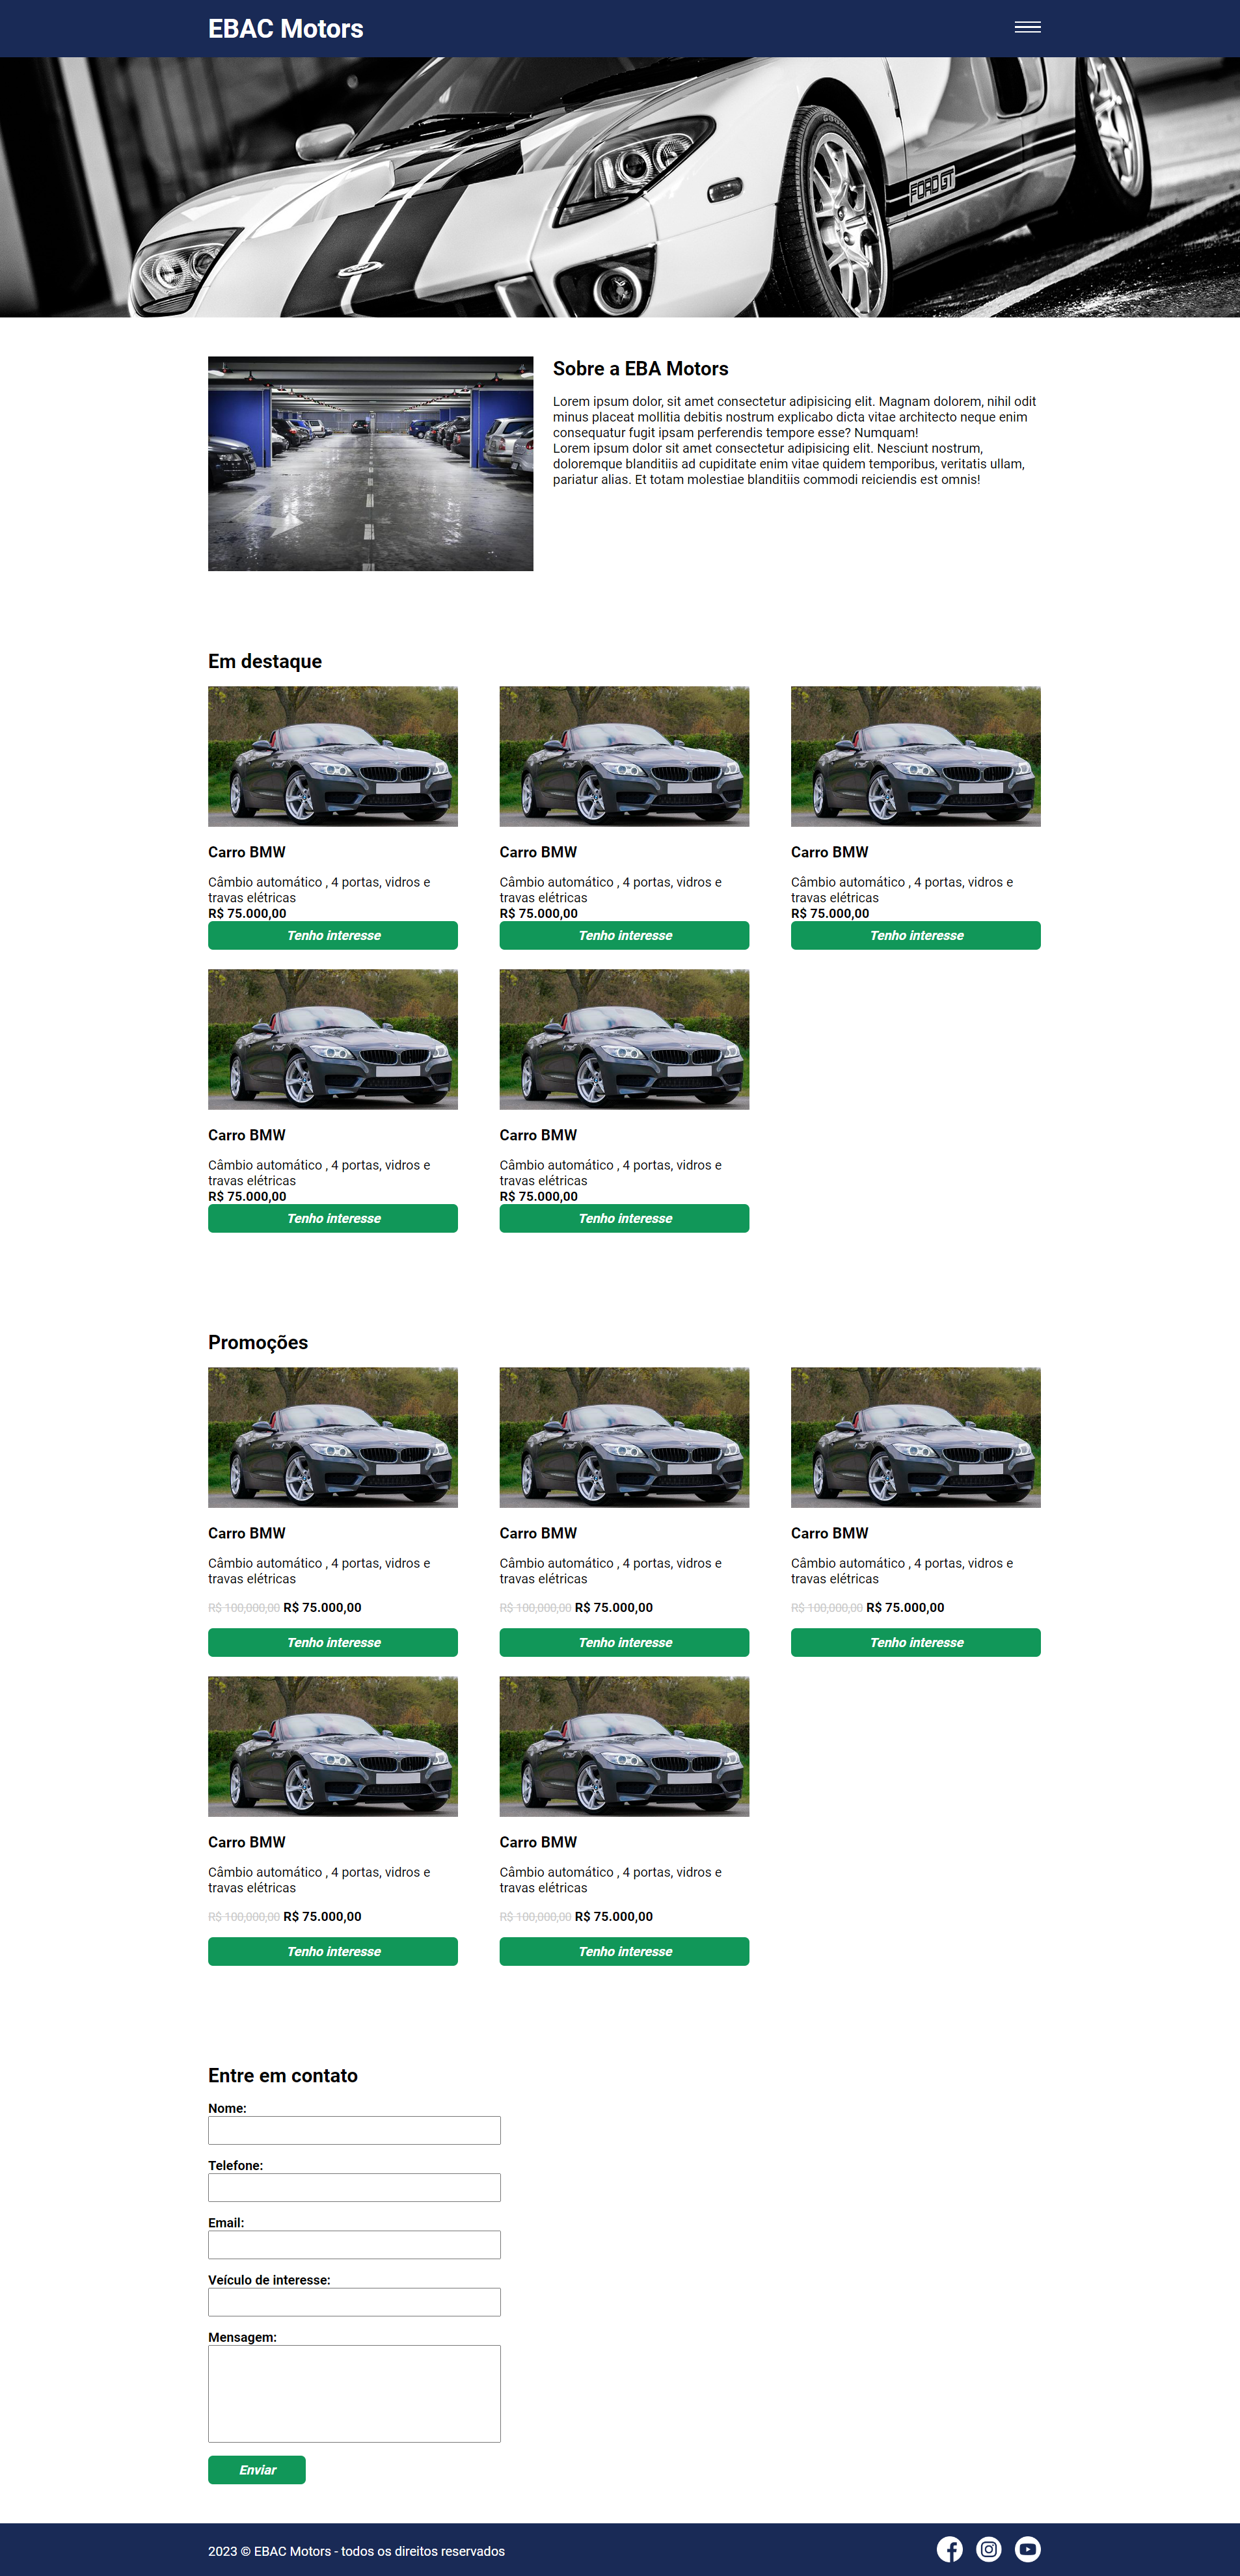 EBAC Motors
FORD GT
Sobre a EBA Motors
Lorem ipsum dolor, sit amet consectetur adipisicing elit. Magnam dolorem, nihil odit
minus placeat mollitia debitis nostrum explicabo dicta vitae architecto neque enim
consequatur fugit ipsam perferendis tempore esse? Numquam!
Lorem ipsum dolor sit amet consectetur adipisicing elit. Nesciunt nostrum,
doloremque blanditiis ad cupiditate enim vitae quidem temporibus, veritatis ullam,
pariatur alias. Et totam molestiae blanditiis commodi reiciendis est omnis!
Em destaque
Carro BMW
Câmbio automático , 4 portas, vidros e
travas elétricas
R$ 75.000,00
Tenho interesse
Carro BMW
Câmbio automático , 4 portas, vidros e
travas elétricas
R$ 75.000,00
Tenho interesse
Carro BMW
Câmbio automático , 4 portas, vidros e
travas elétricas
R$ 75.000,00
Tenho interesse
Carro BMW
Câmbio automático , 4 portas, vidros e
travas elétricas
R$ 75.000,00
Tenho interesse
Carro BMW
Câmbio automático , 4 portas, vidros e
travas elétricas
R$ 75.000,00
Tenho interesse
Promoções
Carro BMW
Câmbio automático , 4 portas, vidros e
travas elétricas
R$ 100,000,00 R$ 75.000,00
Tenho interesse
Carro BMW
Câmbio automático , 4 portas, vidros e
travas elétricas
R$ 100,000,00 R$ 75.000,00
Tenho interesse
Carro BMW
Câmbio automático , 4 portas, vidros e
travas elétricas
R$ 100,000,00 R$ 75.000,00
Tenho interesse
Carro BMW
Câmbio automático , 4 portas, vidros e
travas elétricas
R$ 100,000,00 R$ 75.000,00
Tenho interesse
Carro BMW
Câmbio automático , 4 portas, vidros e
travas elétricas
R$ 100,000,00 R$ 75.000,00
Tenho interesse
Entre em contato
Nome:
Telefone:
Email:
Veículo de interesse:
Mensagem:
Enviar
2023 © EBAC Motors - todos os direitos reservados